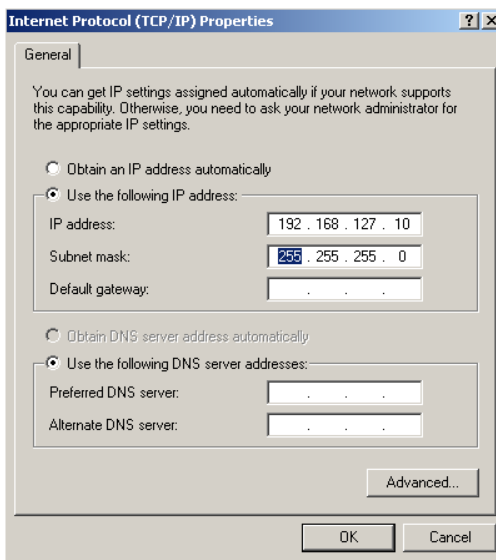 Internet Protocol (TCP/IP) Properties
General
You can get IP settings assigned automatically if your network supports
this capability. Otherwise, you need to ask your network administrator for
the appropriate IP settings.
Obtain an IP address automatically
Use the following IP address:
IP address: 192 . 168 . 127 . 10
Subnet mask: 255 . 255 . 255 . 0
Default gateway: . . .
Obtain DNS server address automatically
Use the following DNS server addresses:
Preferred DNS server: . . .
Alternate DNS server: . . .
Advanced...
OK Cancel